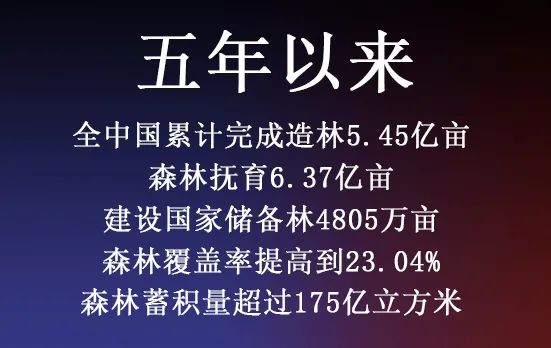 五年以来
全中国累计完成造林5.45亿亩
森林抚育6.37亿亩
建设国家储备林4805万亩
森林覆盖率提高到23.04%
森林蓄积量超过175亿立方米